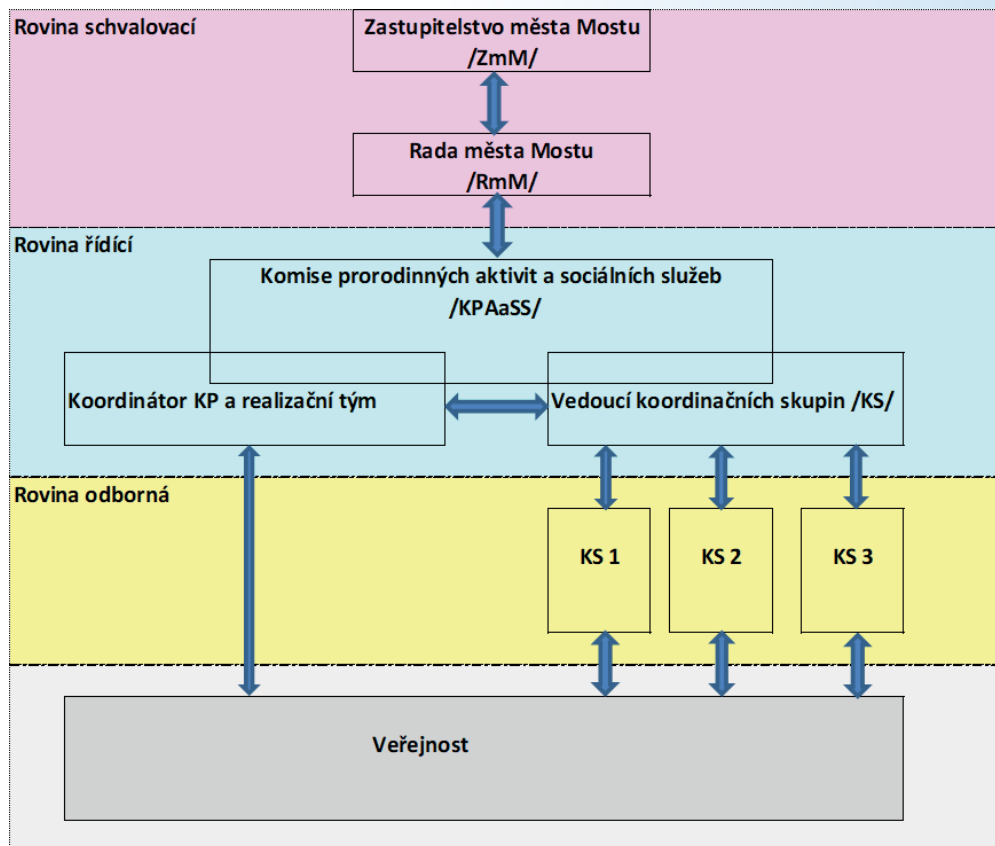 Rovina schvalovací
Zastupitelstvo města Mostu
/ZmM/
Rada města Mostu
/RmM/
Rovina řídící
Komise prorodinných aktivit a sociálních služeb
/KPAaSS/
Koordinátor KP a realizační tým
Vedoucí koordinačních skupin /KS/
Rovina odborná
KS 1
KS 2
KS 3
Veřejnost